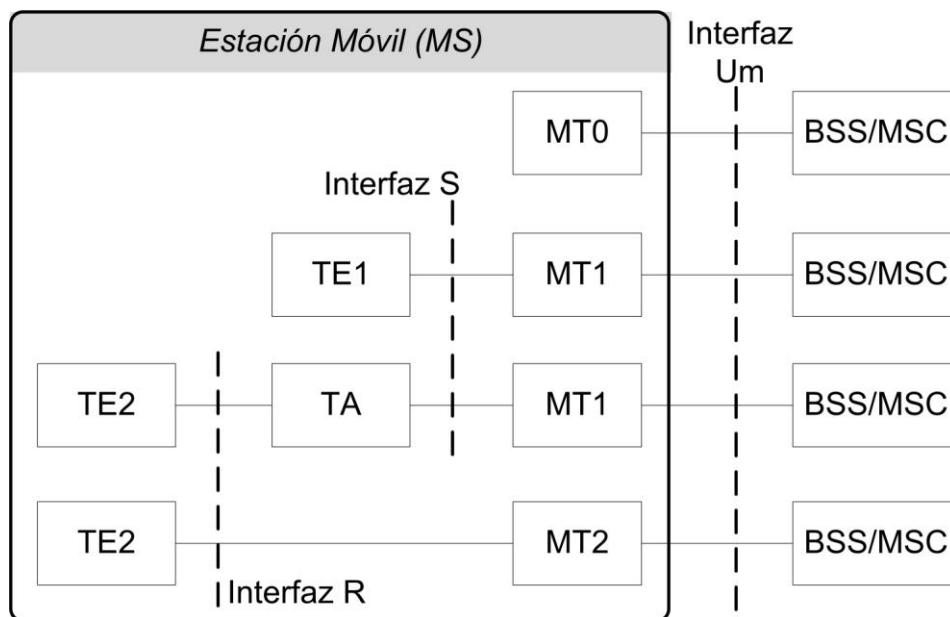 Estación Móvil (MS)
Interfaz
Um
MT0
BSS/MSC
Interfaz S
TE1
MT1
BSS/MSC
TE2
TA
MT1
BSS/MSC
TE2
MT2
BSS/MSC
Interfaz R